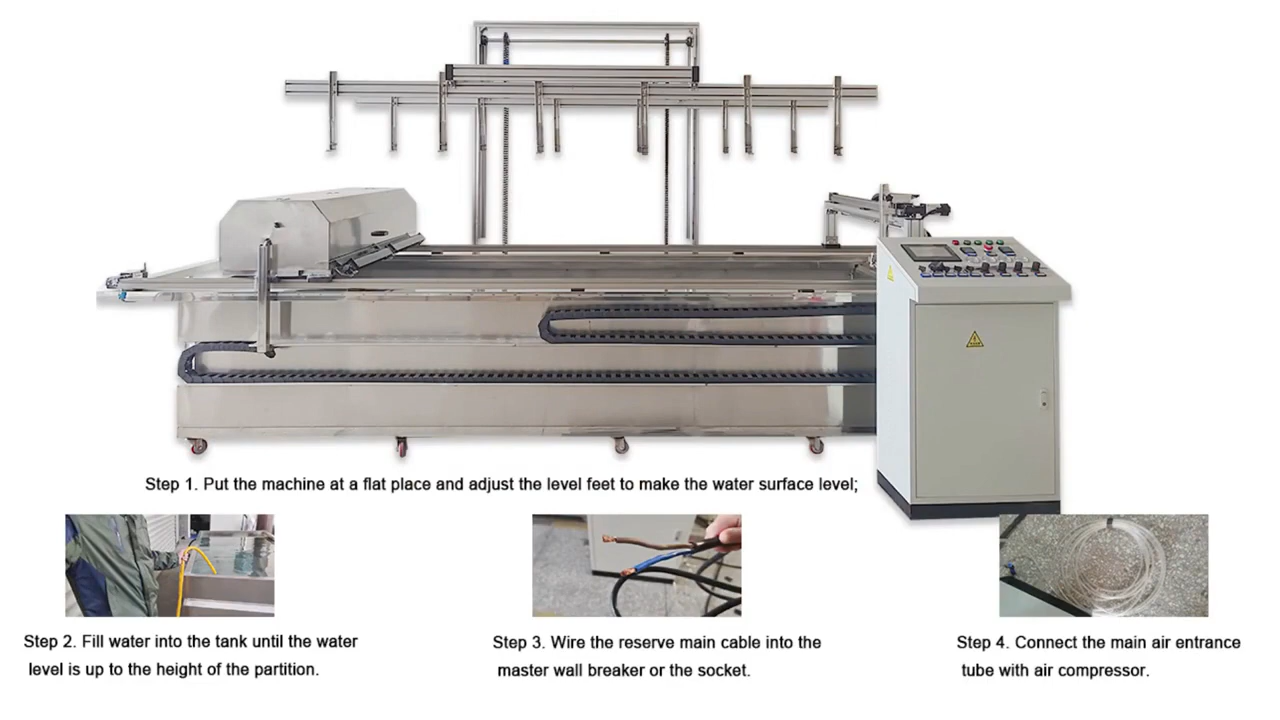 Step 1. Put the machine at a flat place and adjust the level feet to make the water surface level;
Step 2. Fill water into the tank until the water
level is up to the height of the partition.
Step 3. Wire the reserve main cable into the
master wall breaker or the socket.
Step 4. Connect the main air entrance
tube with air compressor.